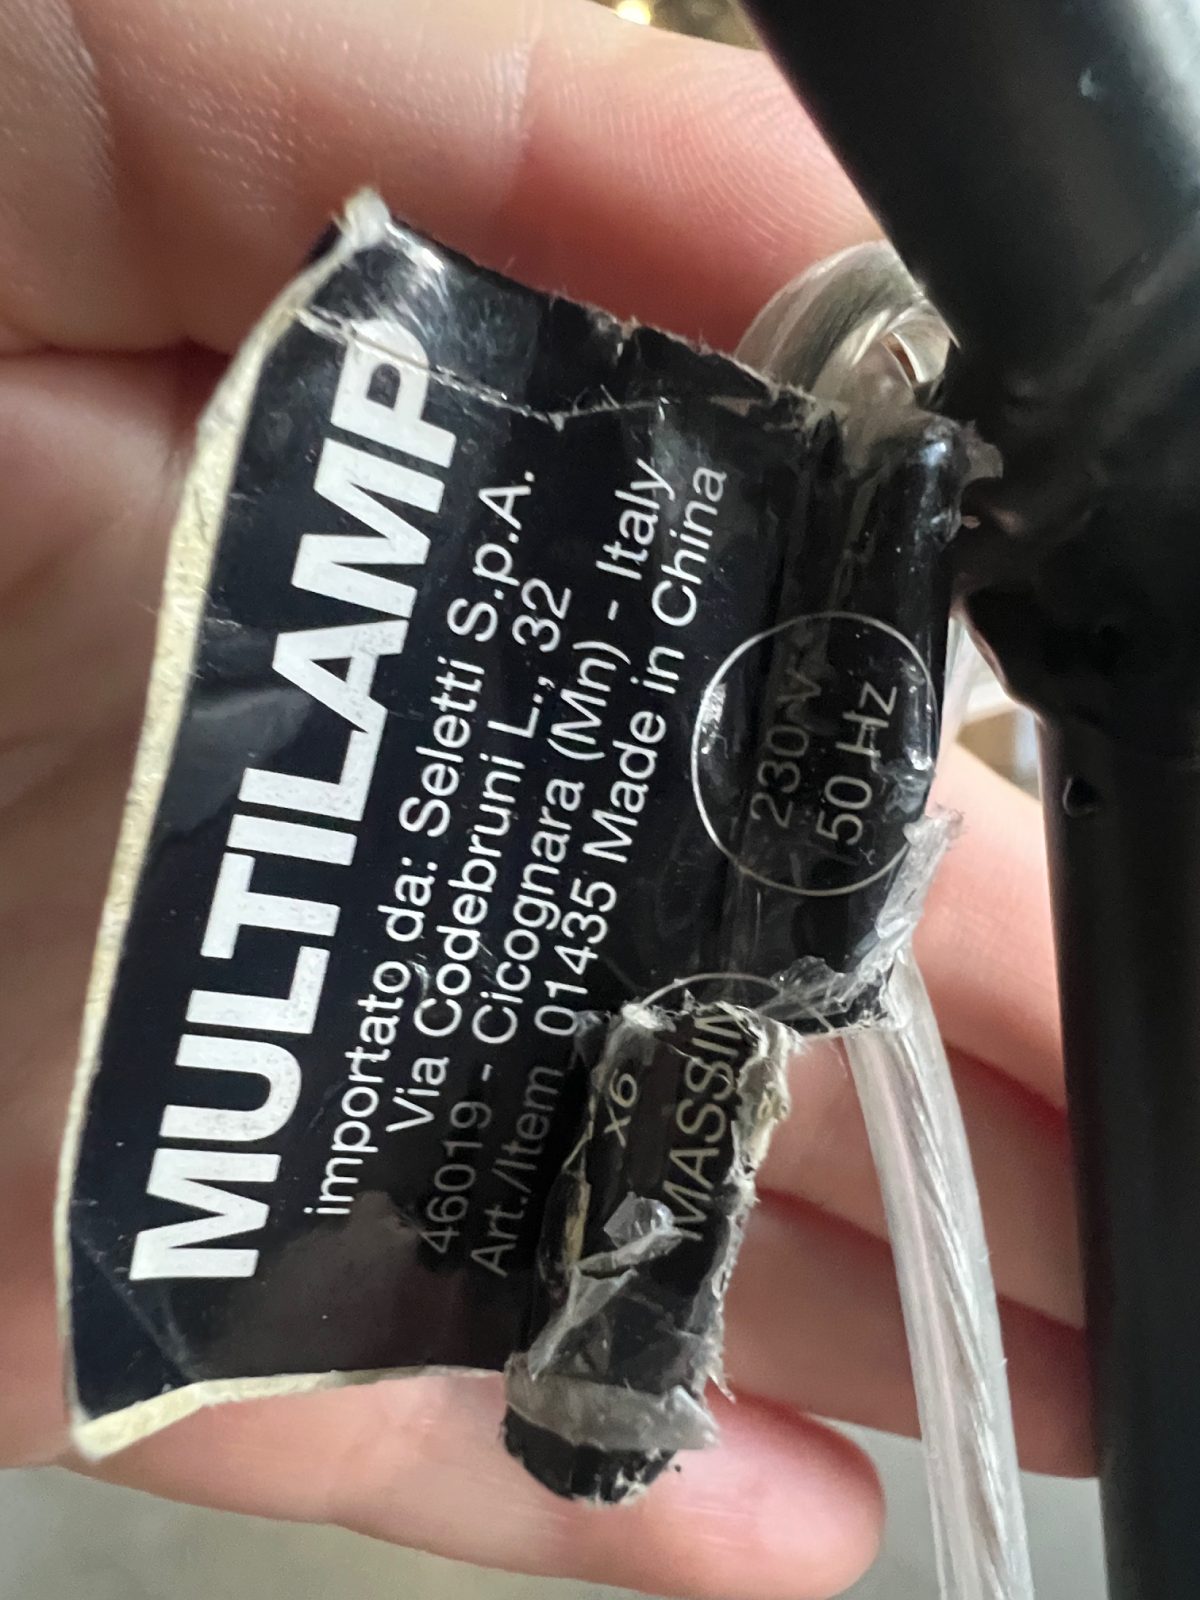 MULTILAMP
importato da: Seletti S.p.A.
Via Codebruni L., 32
46019 - Cicognara (Mn) - Italy
Art./Item 01435 Made in China
230V
50 Hz
x6